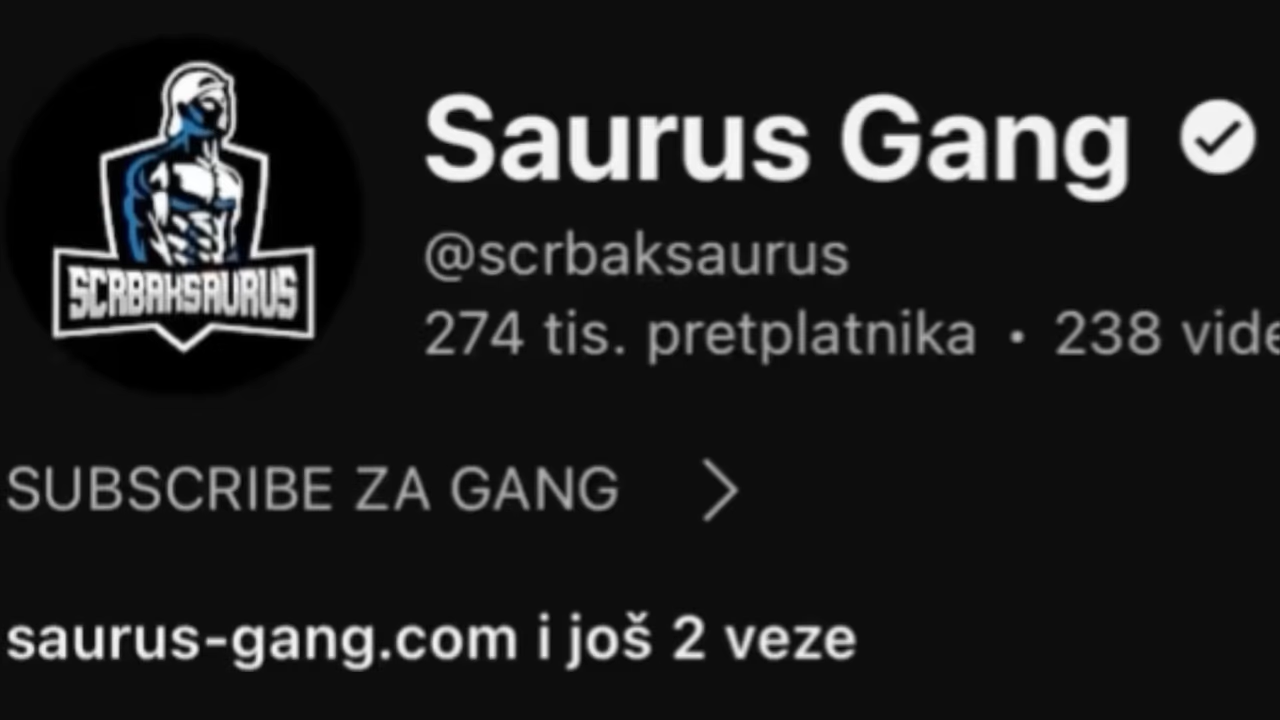 Saurus Gang
@scrbaksaurus
274 tis. pretplatnika • 238 vide
SUBSCRIBE ZA GANG
saurus-gang.com i još 2 veze
SCRBAKSAURUS